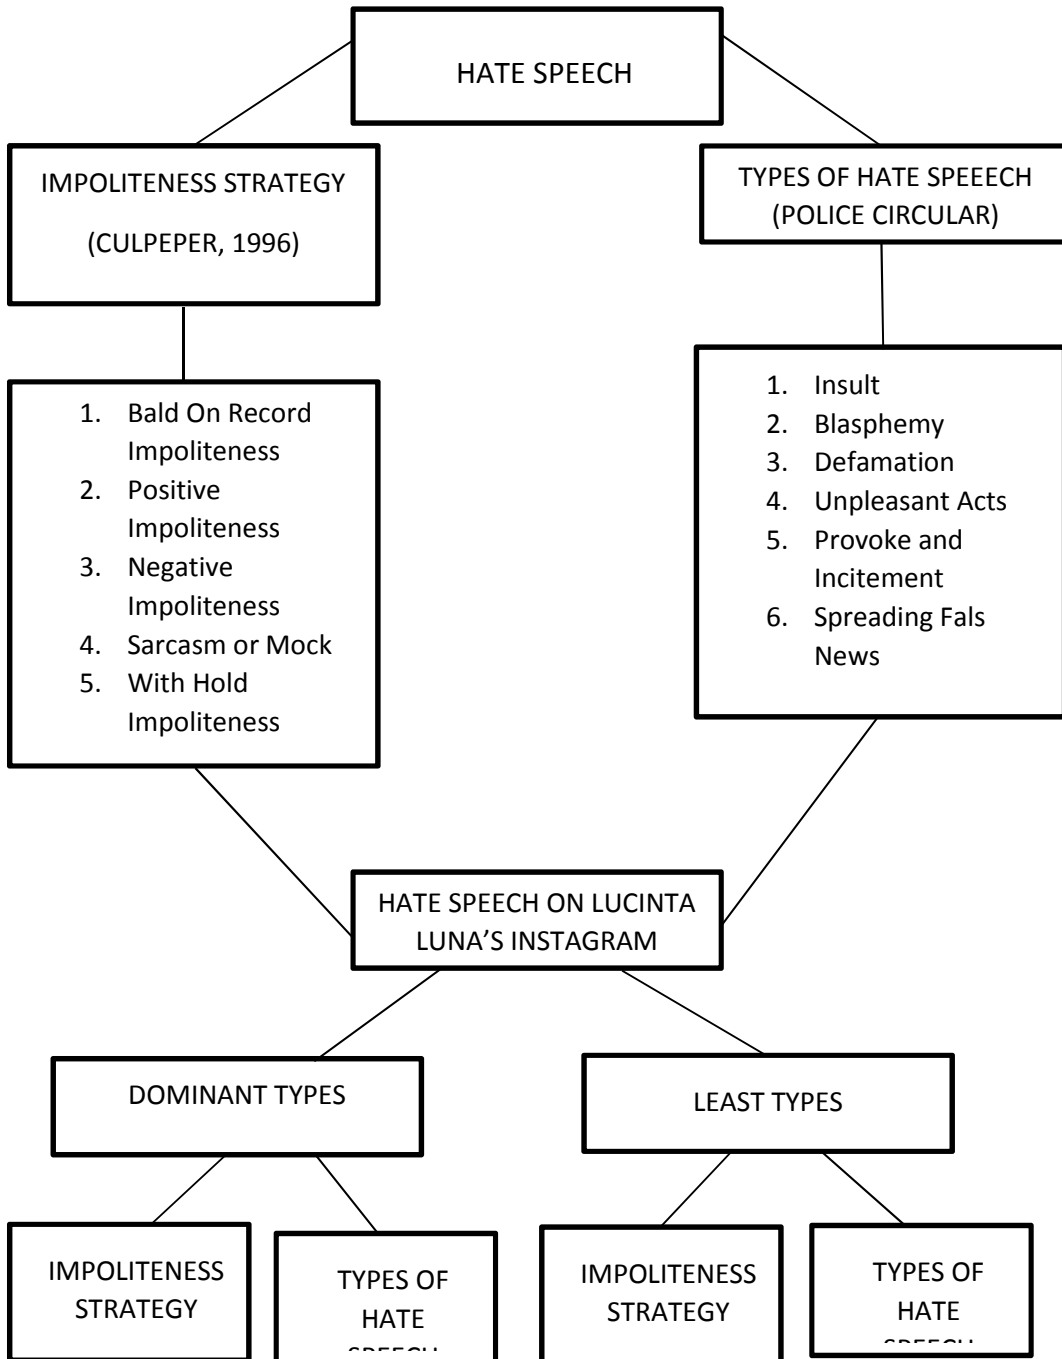 HATE SPEECH
IMPOLITENESS STRATEGY
(CULPEPER, 1996)
TYPES OF HATE SPEEECH
(POLICE CIRCULAR)
1. Bald On Record
Impoliteness
2. Positive
Impoliteness
3. Negative
Impoliteness
4. Sarcasm or Mock
5. With Hold
Impoliteness
1. Insult
2. Blasphemy
3. Defamation
4. Unpleasant Acts
5. Provoke and
Incitement
6. Spreading Fals
News
HATE SPEECH ON LUCINTA
LUNA’S INSTAGRAM
DOMINANT TYPES
LEAST TYPES
IMPOLITENESS
STRATEGY
TYPES OF
HATE
IMPOLITENESS
STRATEGY
TYPES OF
HATE